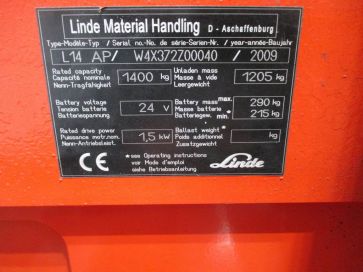 Linde Material Handling D - Aschaffenburg
Type-Modèle-Typ / Serial no.-No. de série-Serien-Nr. / year-année-Baujahr
L14 AP / W4X372Z00040 / 2009
Rated capacity
Capacité nominale
Nenn-Tragfähigkeit
1400 kg
Unladen mass
Masse à vide
Leergewicht
1205 kg
Battery voltage
Tension batterie
Batteriespannung
24 V
Battery mass max.
Masse batterie
Batteriegew. min.*
290 kg
215 kg
Rated drive power
Puissance motr.nom.
Nenn-Antriebsleist.
1,5 kW
Ballast weight *
Poids additionnel
Zusatzgewicht
kg
CE
* see Operating instructions
voir Mode d'emploi
siehe Betriebsanleitung
Linde